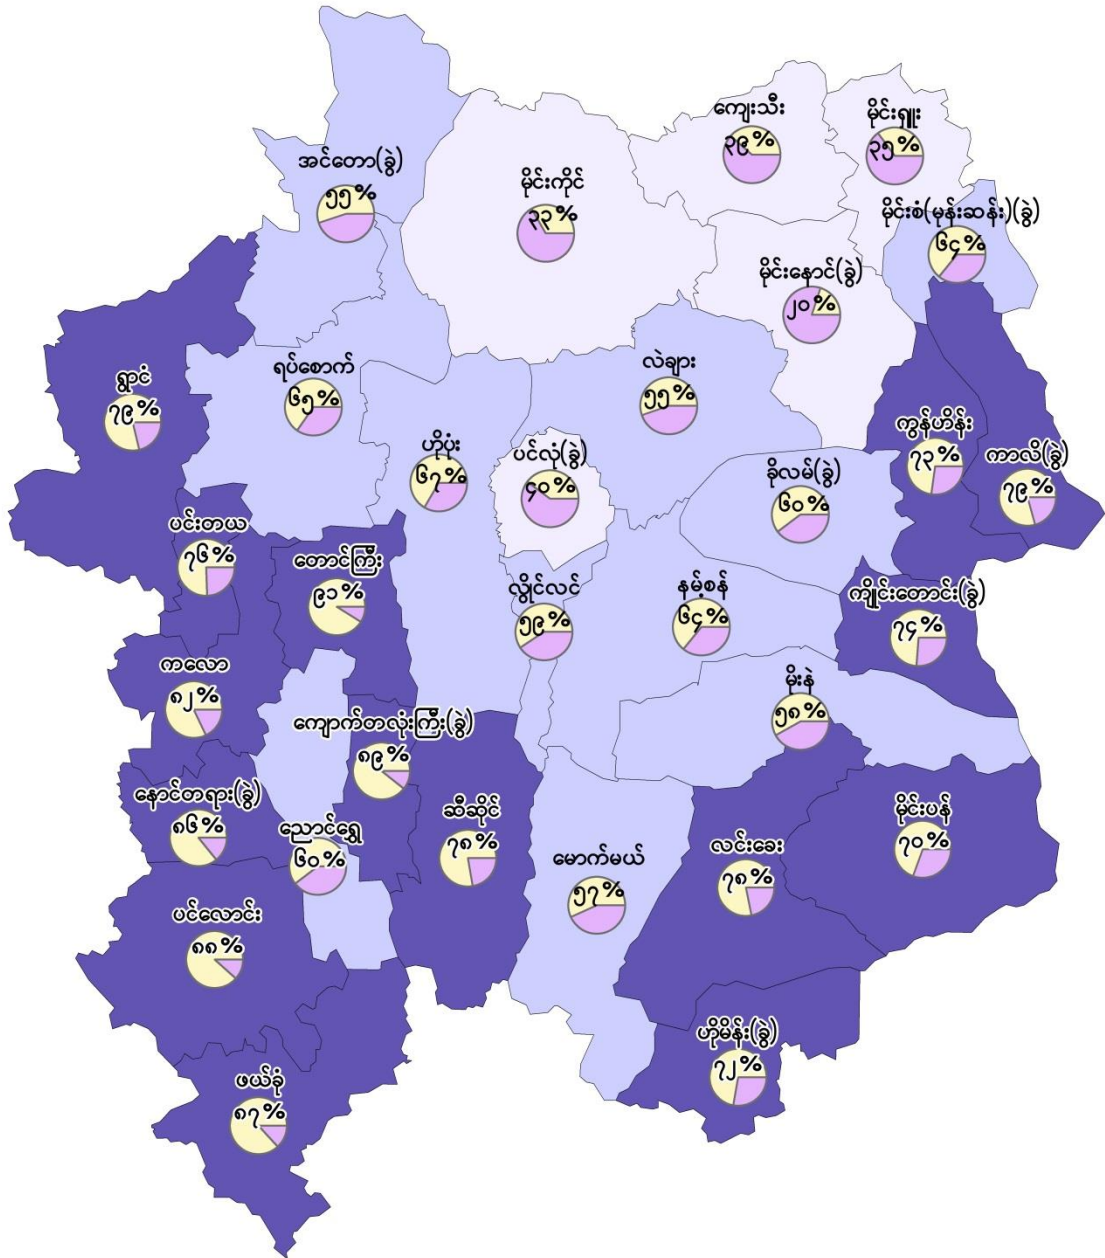 ကျေးသီး
၃၉%
မိုင်းရှူး
၃၅%
အင်တော(ခွဲ)
၅၅%
မိုင်းကိုင်
၃၃%
မိုင်းစံ(မုန်းဆန်း)(ခွဲ)
၆၄%
မိုင်းနောင်(ခွဲ)
၂၀%
ရွာငံ
၇၉%
ရပ်စောက်
၆၅%
လဲချား
၅၅%
ကွန်ဟိန်း
၇၃%
ကာလိ(ခွဲ)
၇၉%
ဟိုပုံး
၆၇%
ပင်လုံ(ခွဲ)
၄၀%
ခိုလမ်(ခွဲ)
၆၀%
ပင်းတယ
၇၆%
တောင်ကြီး
၉၁%
လွိုင်လင်
၅၉%
နမ့်စန်
၆၄%
ကျိုင်းတောင်း(ခွဲ)
၇၄%
ကလော
၈၂%
မိုးနဲ
၅၈%
ကျောက်တလုံးကြီး(ခွဲ)
၈၉%
နောင်တရား(ခွဲ)
၈၆%
ညောင်ရွှေ
၆၀%
ဆီဆိုင်
၇၈%
မောက်မယ်
၅၇%
လင်းခေး
၇၈%
မိုင်းပန်
၇၀%
ပင်လောင်း
၈၈%
ဟိုမိန်း(ခွဲ)
၇၂%
ဖယ်ခုံ
၈၇%